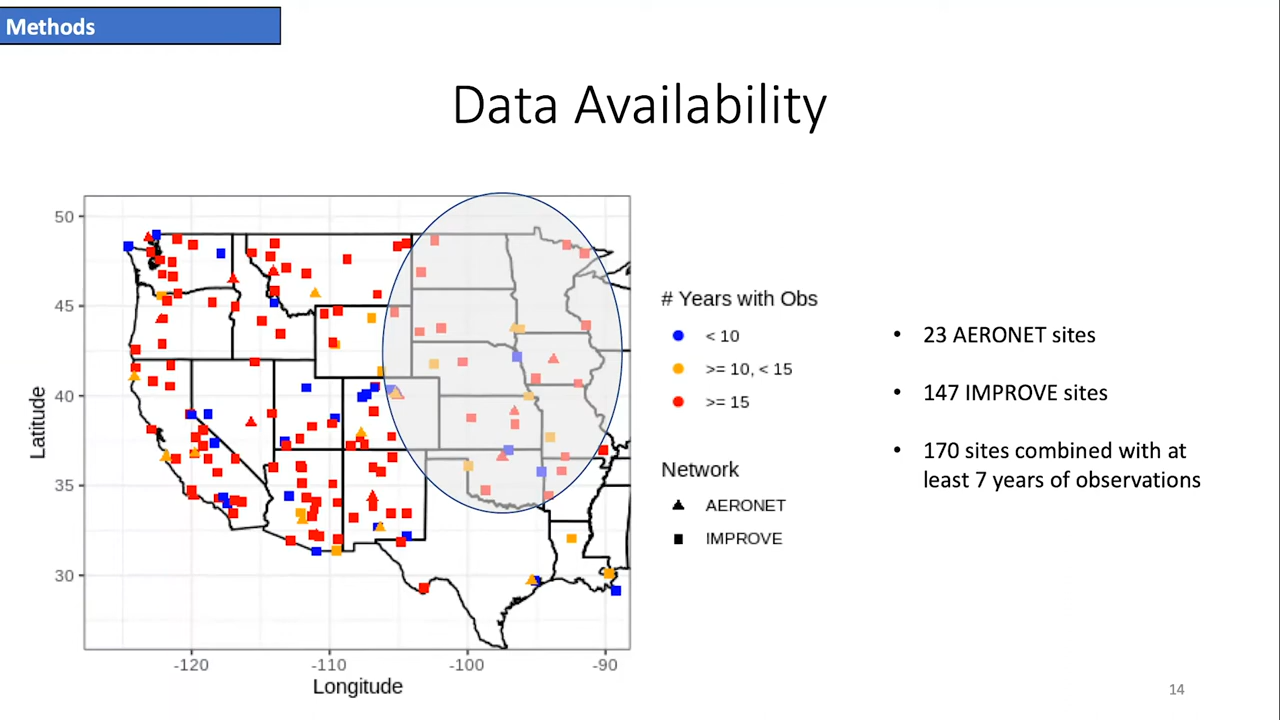 Methods
Data Availability
50
45
40
35
30
Latitude
-120
-110
-100
-90
Longitude
# Years with Obs
< 10
>= 10, < 15
>= 15
Network
AERONET
IMPROVE
• 23 AERONET sites
• 147 IMPROVE sites
• 170 sites combined with at
least 7 years of observations
14